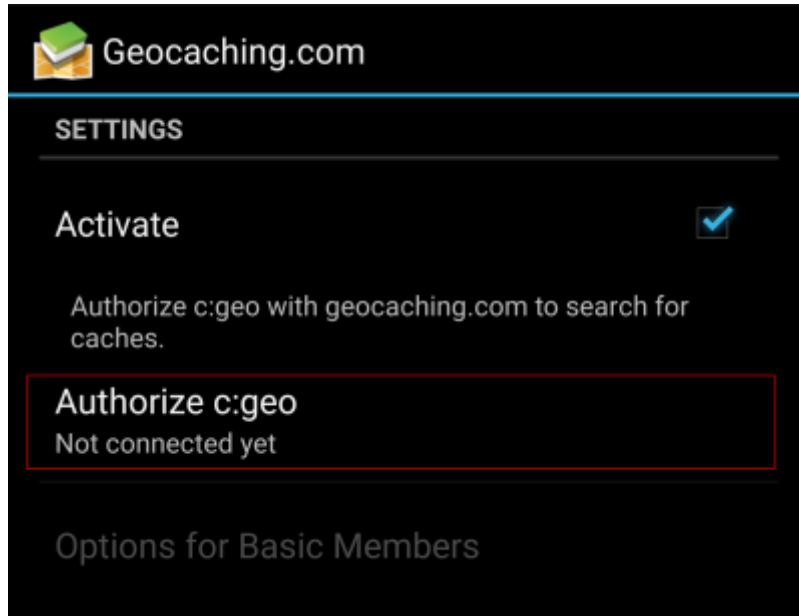 Geocaching.com
SETTINGS
Activate
Authorize c:geo with geocaching.com to search for
caches.
Authorize c:geo
Not connected yet
Options for Basic Members